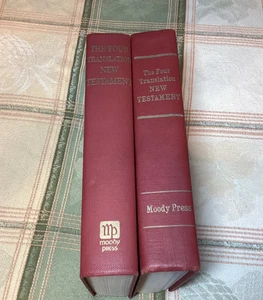 THE FOUR
TRANSLATION
NEW
TESTAMENT
mp
moody
press
The Four
Translation
NEW
TESTAMENT
Moody Press